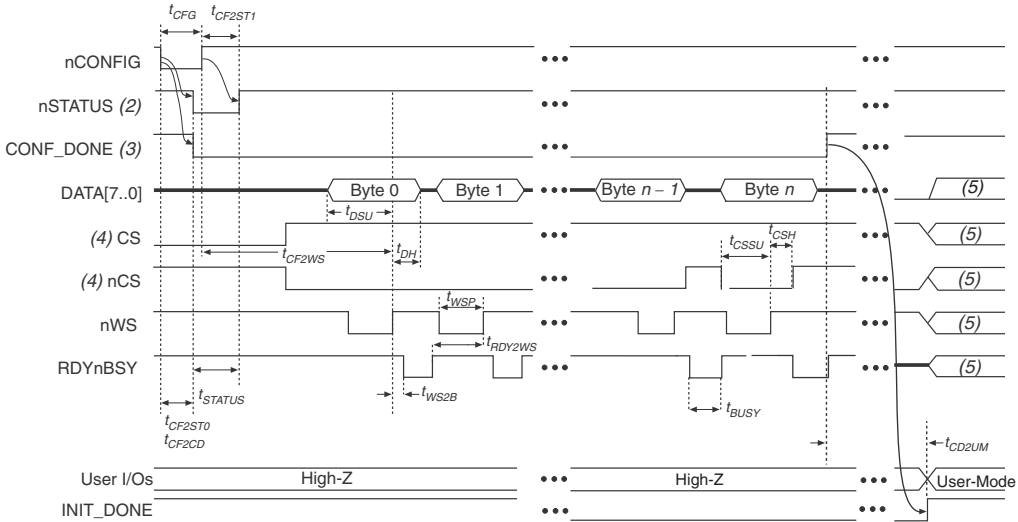 tCFG tCF2ST1
nCONFIG
nSTATUS (2)
CONF_DONE (3)
DATA[7..0] Byte 0 Byte 1 Byte n – 1 Byte n (5)
tDSU
(4) CS (5)
tCF2WS tDH tCSSU tCSH
(4) nCS (5)
tWSP
nWS (5)
tRDY2WS
RDYnBSY (5)
tSTATUS tWS2B tBUSY
tCF2ST0
tCF2CD
tCD2UM
User I/Os High-Z High-Z User-Mode
INIT_DONE